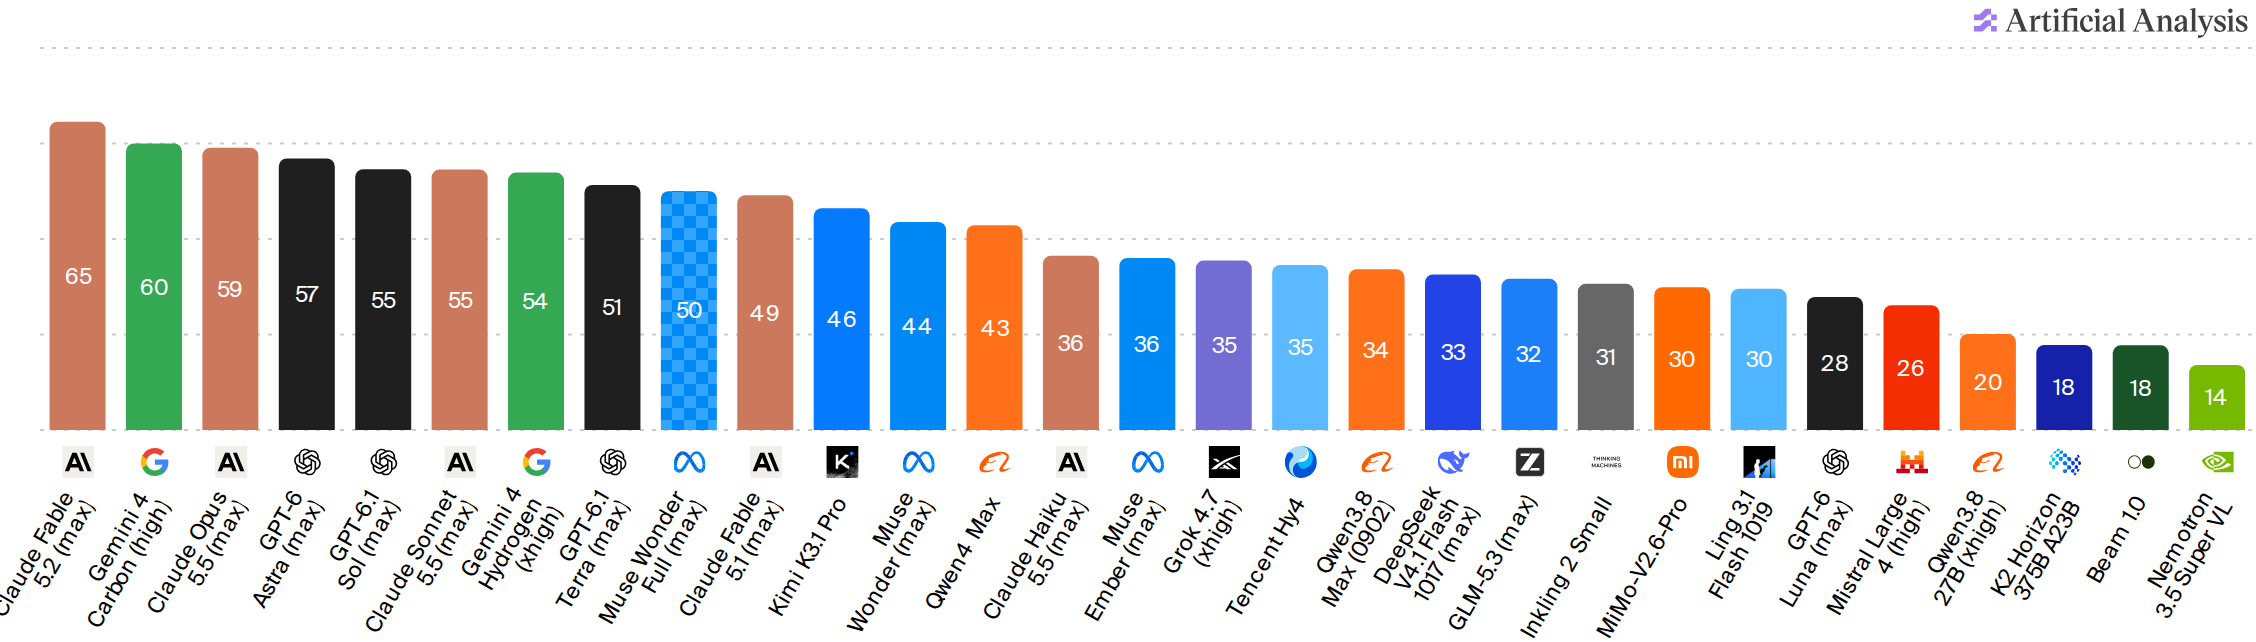 Artificial Analysis
65
60
59
57
55
55
54
51
50
49
46
44
43
36
36
35
35
34
33
32
31
30
30
28
26
20
18
18
14
THINKING
MACHINES
Claude Fable
5.2 (max)
Gemini 4
Carbon (high)
Claude Opus
5.5 (max)
GPT-6
Astra (max)
GPT-6.1
Sol (max)
Claude Sonnet
5.5 (max)
Gemini 4
Hydrogen
(xhigh)
GPT-6.1
Terra (max)
Muse Wonder
Full (max)
Claude Fable
5.1 (max)
Kimi K3.1 Pro
Muse
Wonder (max)
Qwen4 Max
Claude Haiku
5.5 (max)
Muse
Ember (max)
Grok 4.7
(xhigh)
Tencent Hy4
Qwen3.8
Max (0902)
DeepSeek
V4.1 Flash
1017 (max)
GLM-5.3 (max)
Inkling 2 Small
MiMo-V2.6-Pro
Ling 3.1
Flash 1019
GPT-6
Luna (max)
Mistral Large
4 (high)
Qwen3.8
27B (xhigh)
K2 Horizon
375B A23B
Beam 1.0
Nemotron
3.5 Super VL